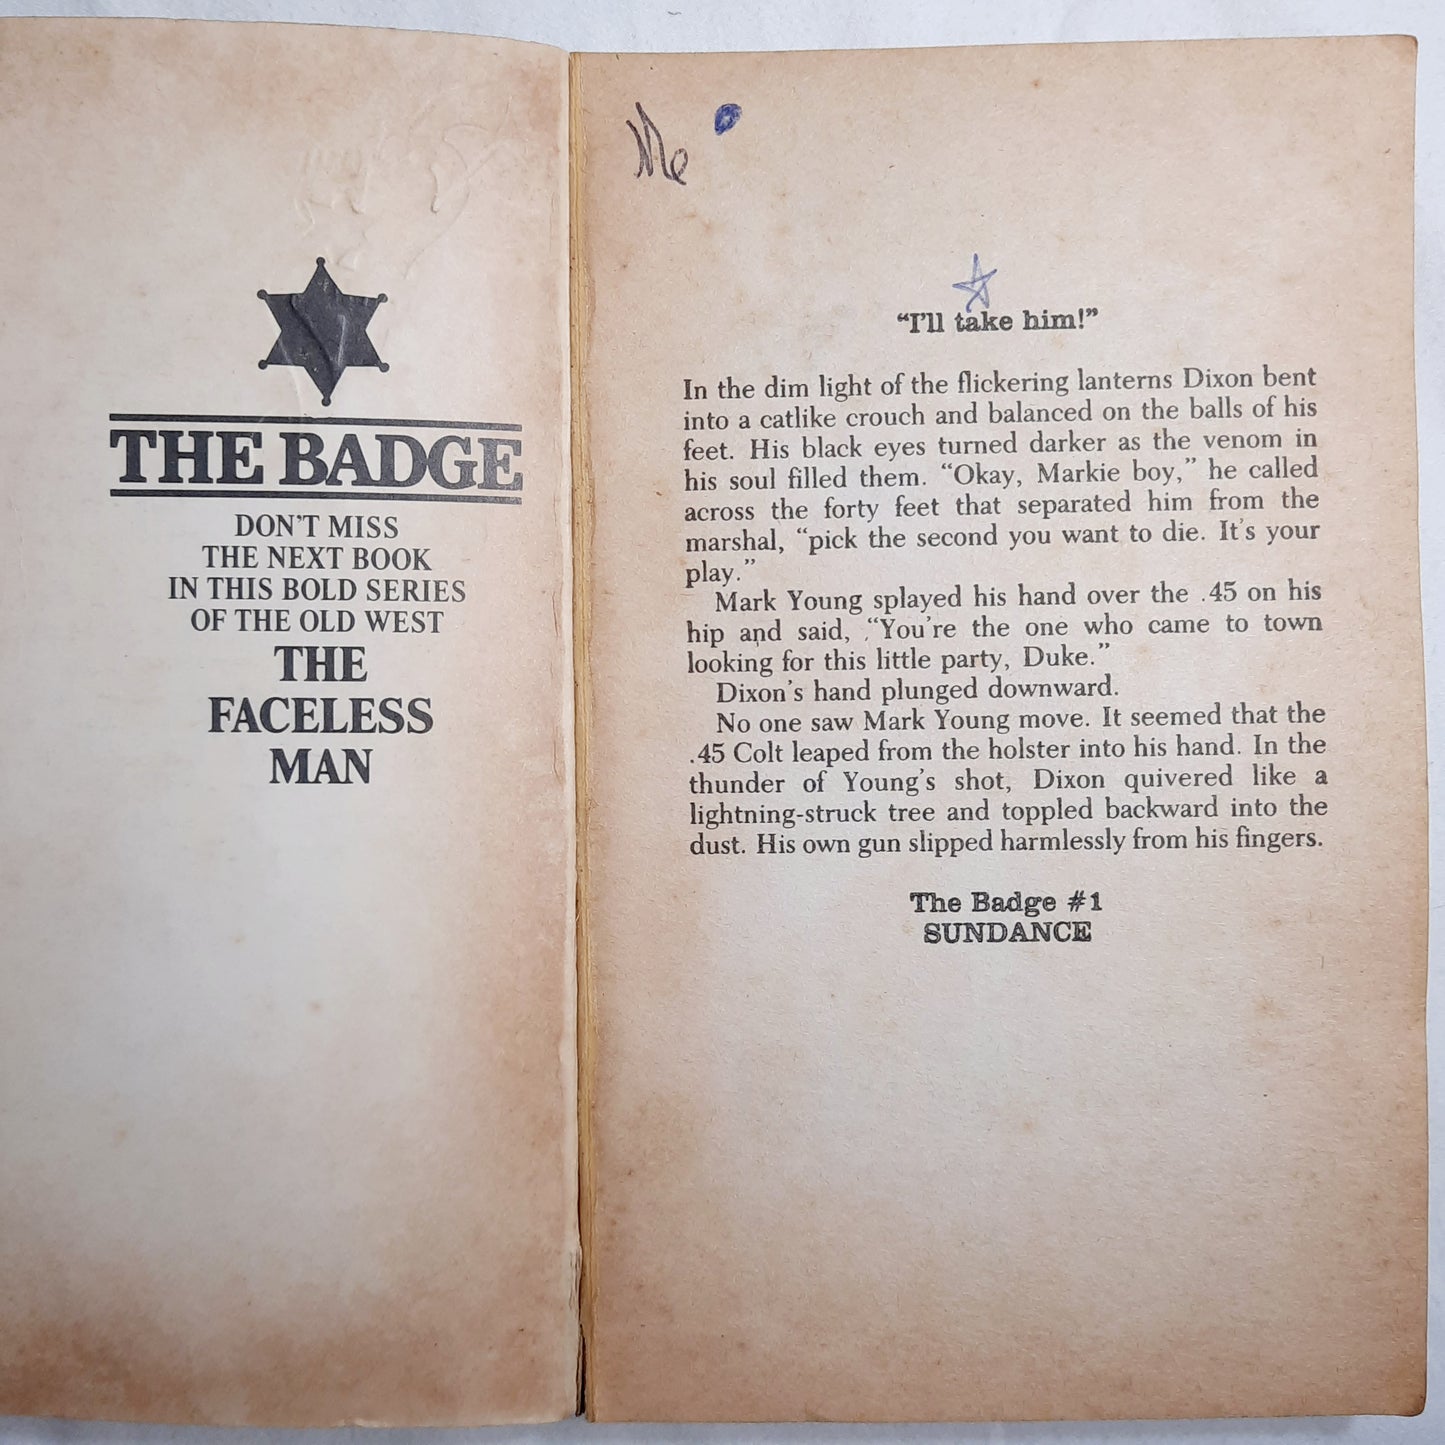 THE BADGE
DON'T MISS
THE NEXT BOOK
IN THIS BOLD SERIES
OF THE OLD WEST
THE
FACELESS
MAN
Me
“I'll take him!”
In the dim light of the flickering lanterns Dixon bent
into a catlike crouch and balanced on the balls of his
feet. His black eyes turned darker as the venom in
his soul filled them. “Okay, Markie boy,” he called
across the forty feet that separated him from the
marshal, “pick the second you want to die. It's your
play.”
Mark Young splayed his hand over the .45 on his
hip and said, “You're the one who came to town
looking for this little party, Duke.”
Dixon's hand plunged downward.
No one saw Mark Young move. It seemed that the
.45 Colt leaped from the holster into his hand. In the
thunder of Young's shot, Dixon quivered like a
lightning-struck tree and toppled backward into the
dust. His own gun slipped harmlessly from his fingers.
The Badge #1
SUNDANCE